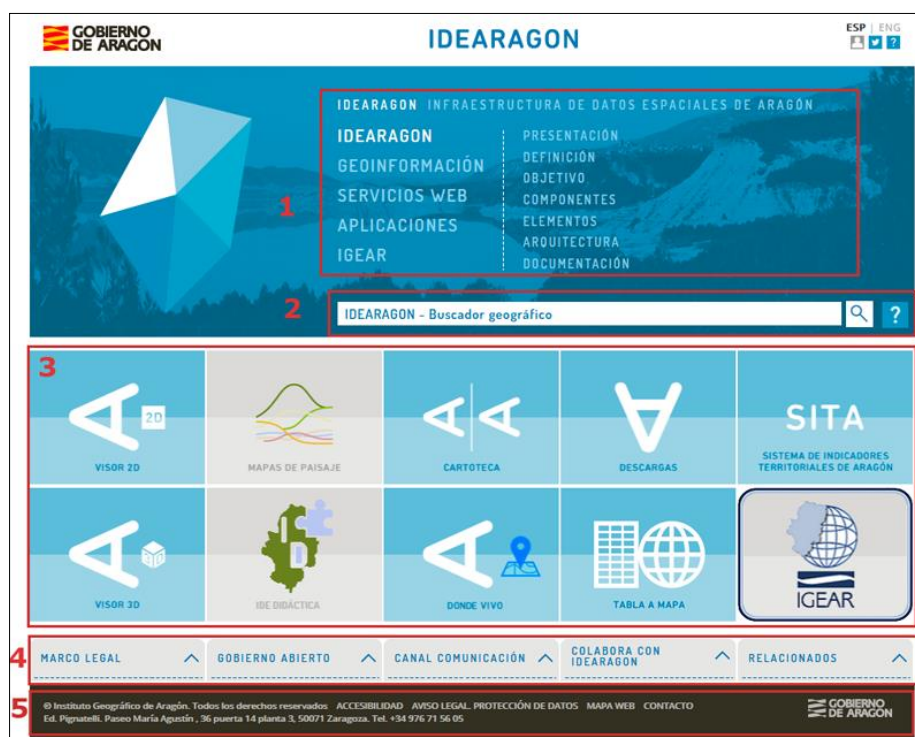 GOBIERNO
DE ARAGON
IDEARAGON
ESP | ENG
?
IDEARAGON INFRAESTRUCTURA DE DATOS ESPACIALES DE ARAGÓN
IDEARAGON
GEOINFORMACIÓN
SERVICIOS WEB
APLICACIONES
IGEAR
PRESENTACIÓN
DEFINICIÓN
OBJETIVO
COMPONENTES
ELEMENTOS
ARQUITECTURA
DOCUMENTACIÓN
1
2
IDEARAGON - Buscador geográfico
?
3
2D
VISOR 2D
MAPAS DE PAISAJE
CARTOTECA
DESCARGAS
SITA
SISTEMA DE INDICADORES
TERRITORIALES DE ARAGÓN
3D
VISOR 3D
IDE DIDÁCTICA
DONDE VIVO
TABLA A MAPA
IGEAR
4
MARCO LEGAL
GOBIERNO ABIERTO
CANAL COMUNICACIÓN
COLABORA CON
IDEARAGON
RELACIONADOS
5
© Instituto Geográfico de Aragón. Todos los derechos reservados ACCESIBILIDAD AVISO LEGAL. PROTECCIÓN DE DATOS MAPA WEB CONTACTO
Ed. Pignatelli. Paseo María Agustín , 36 puerta 14 planta 3, 50071 Zaragoza. Tel. +34 976 71 56 05
GOBIERNO
DE ARAGON